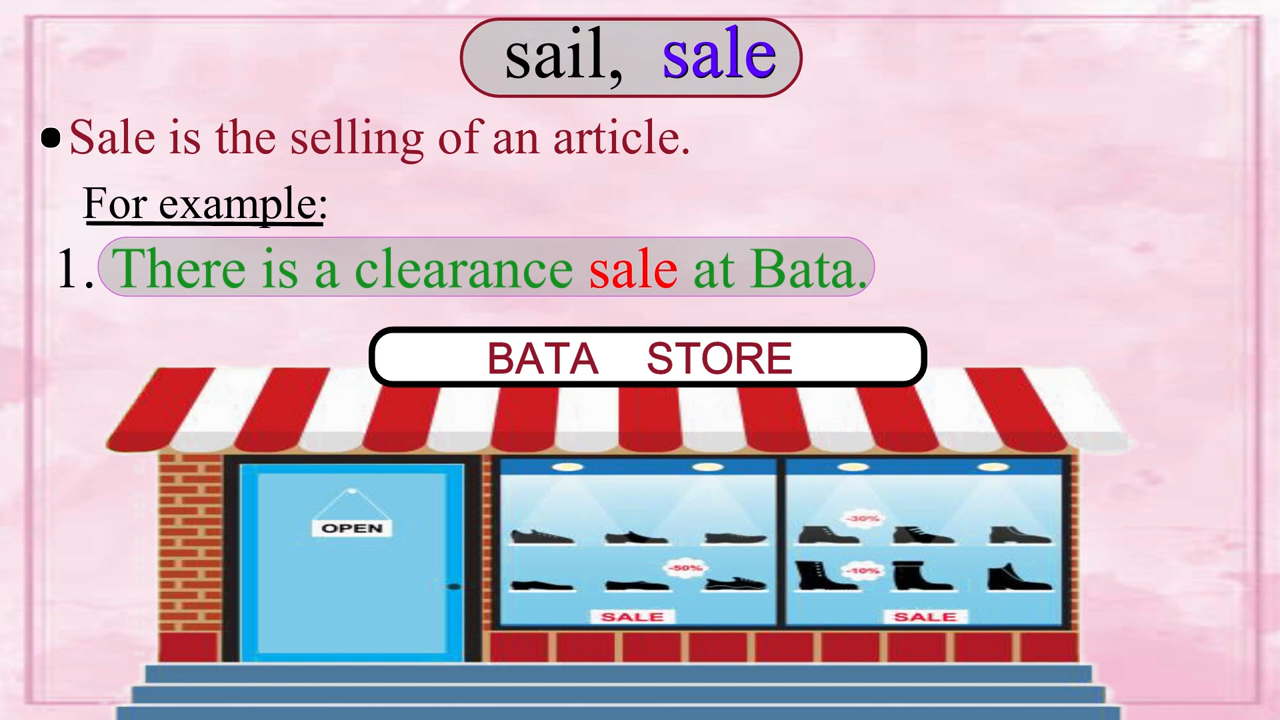 sail, sale
•Sale is the selling of an article.
For example:
1. There is a clearance sale at Bata.
BATA STORE
OPEN
-30%
-50%
-10%
SALE
SALE